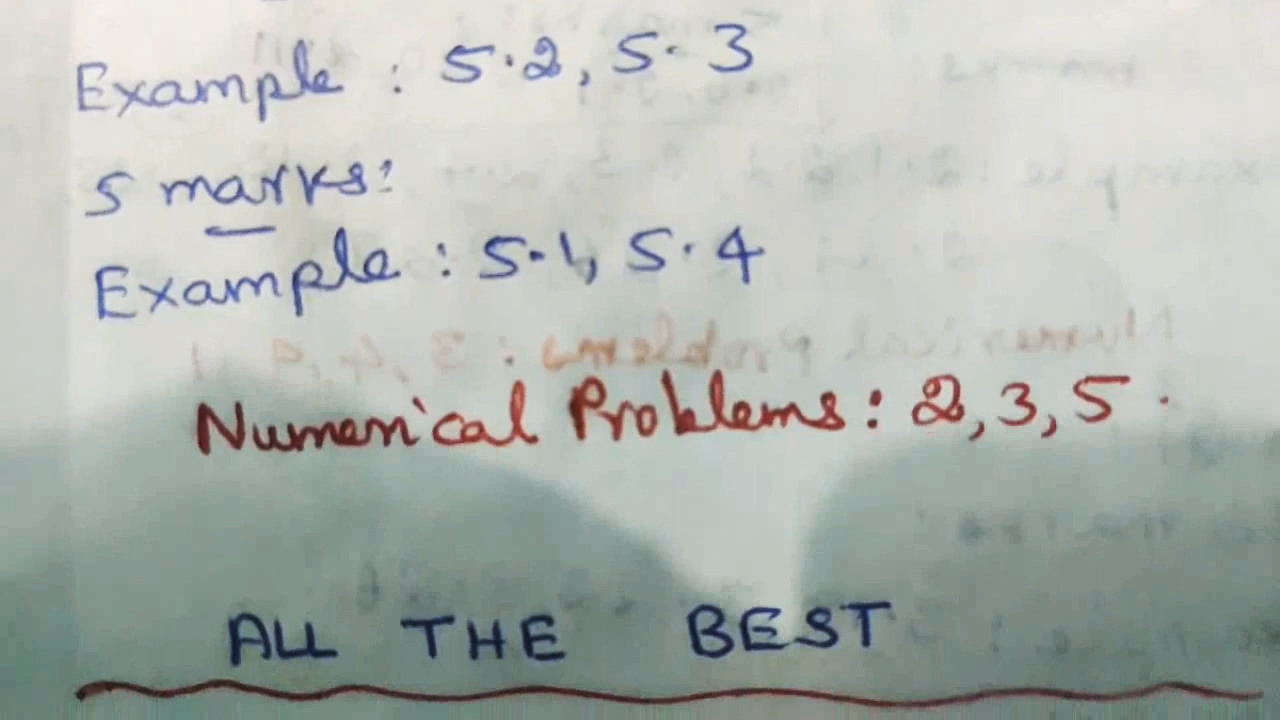 Example : 5.2, 5.3
5 marks:
Example : 5.1, 5.4
Numerical Problems : 2, 3, 5.
ALL THE BEST